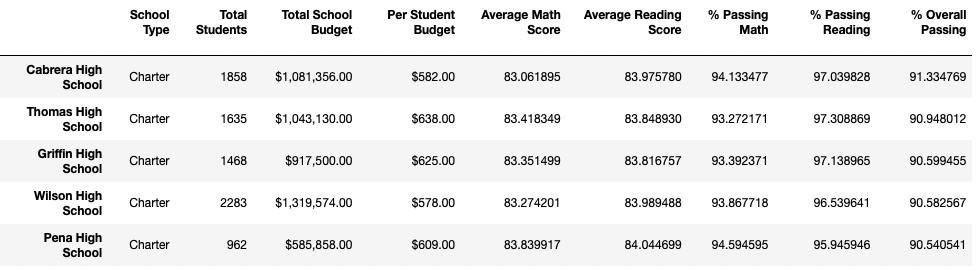 School Type Total Students Total School Budget Per Student Budget Average Math Score Average Reading Score % Passing Math % Passing Reading % Overall Passing
Cabrera High School Charter 1858 $1,081,356.00 $582.00 83.061895 83.975780 94.133477 97.039828 91.334769
Thomas High School Charter 1635 $1,043,130.00 $638.00 83.418349 83.848930 93.272171 97.308869 90.948012
Griffin High School Charter 1468 $917,500.00 $625.00 83.351499 83.816757 93.392371 97.138965 90.599455
Wilson High School Charter 2283 $1,319,574.00 $578.00 83.274201 83.989488 93.867718 96.539641 90.582567
Pena High School Charter 962 $585,858.00 $609.00 83.839917 84.044699 94.594595 95.945946 90.540541